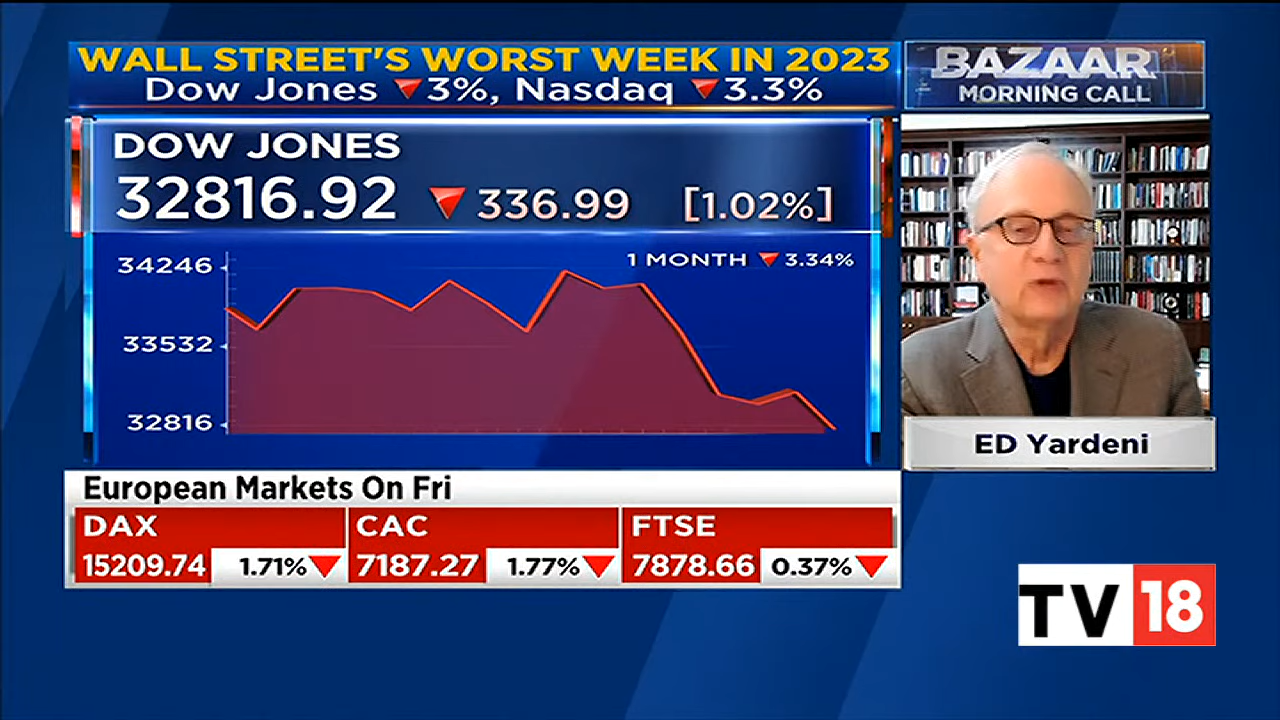 WALL STREET'S WORST WEEK IN 2023
Dow Jones ▼3%, Nasdaq ▼3.3%
BAZAAR
MORNING CALL
DOW JONES
32816.92 ▼ 336.99 [1.02%]
1 MONTH ▼ 3.34%
34246
33532
32816
ED Yardeni
European Markets On Fri
DAX CAC FTSE
15209.74 1.71%▼ 7187.27 1.77%▼ 7878.66 0.37%▼
TV18